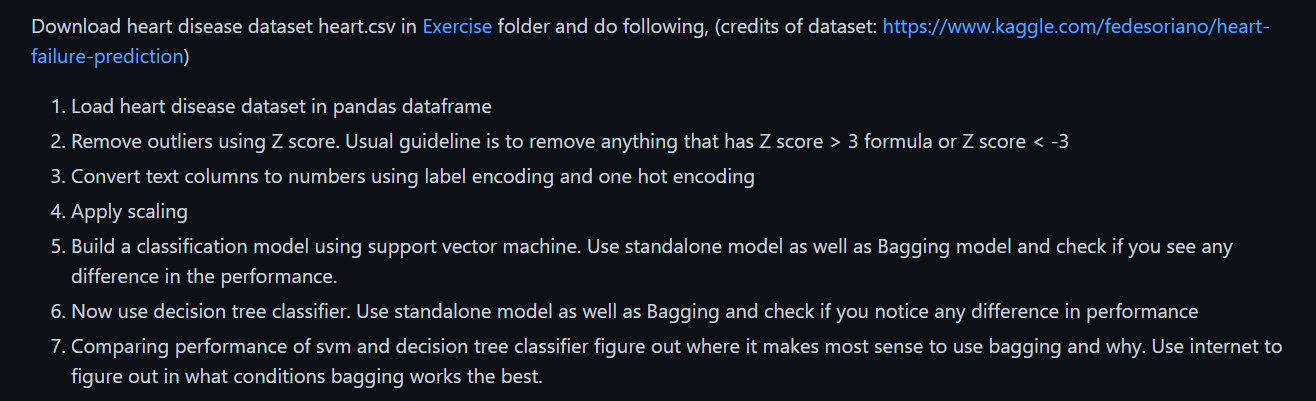 Download heart disease dataset heart.csv in Exercise folder and do following, (credits of dataset: https://www.kaggle.com/fedesoriano/heart-
failure-prediction)
1. Load heart disease dataset in pandas dataframe
2. Remove outliers using Z score. Usual guideline is to remove anything that has Z score > 3 formula or Z score < -3
3. Convert text columns to numbers using label encoding and one hot encoding
4. Apply scaling
5. Build a classification model using support vector machine. Use standalone model as well as Bagging model and check if you see any
difference in the performance.
6. Now use decision tree classifier. Use standalone model as well as Bagging and check if you notice any difference in performance
7. Comparing performance of svm and decision tree classifier figure out where it makes most sense to use bagging and why. Use internet to
figure out in what conditions bagging works the best.